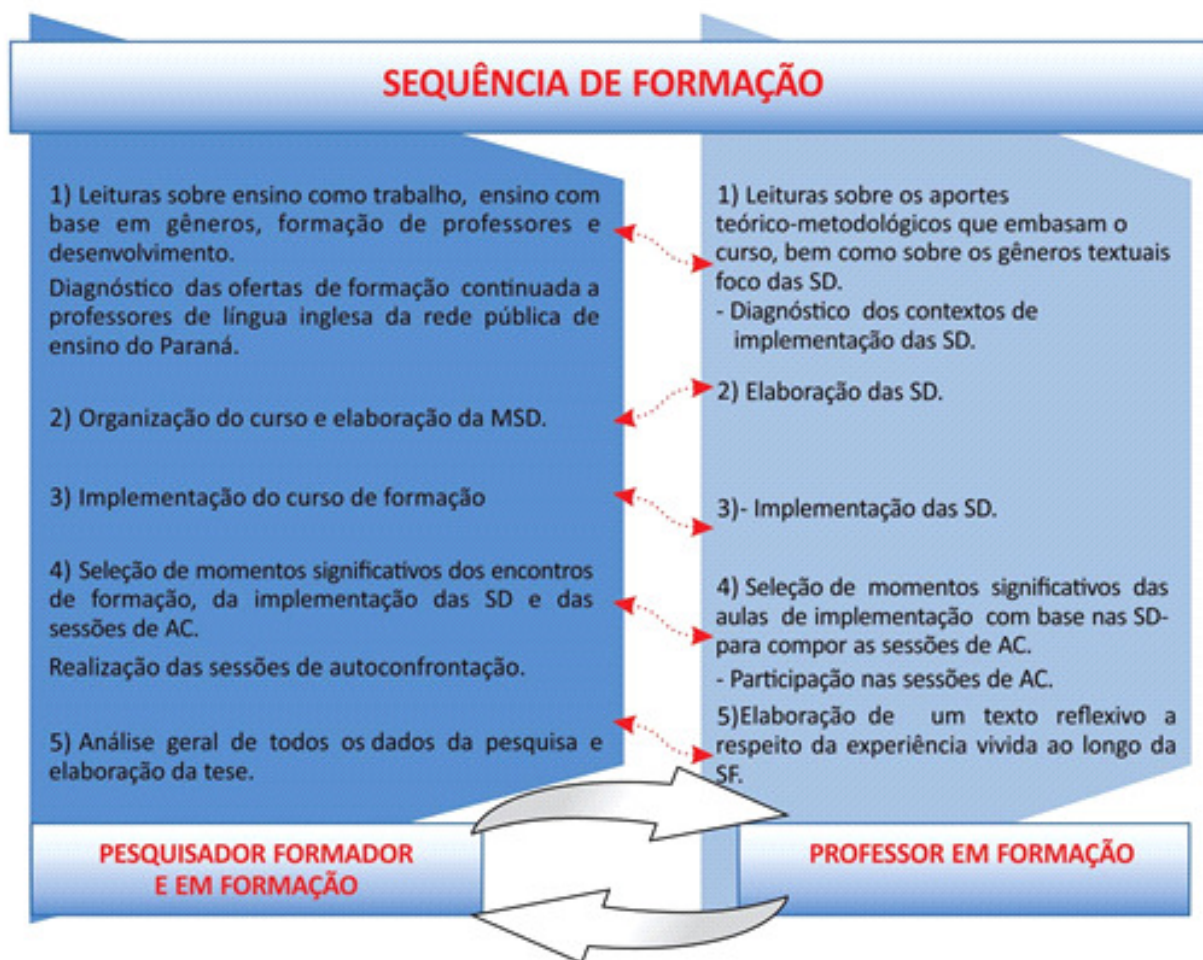 SEQUÊNCIA DE FORMAÇÃO
1) Leituras sobre ensino como trabalho, ensino com
base em gêneros, formação de professores e
desenvolvimento.
Diagnóstico das ofertas de formação continuada a
professores de língua inglesa da rede pública de
ensino do Paraná.
2) Organização do curso e elaboração da MSD.
3) Implementação do curso de formação
4) Seleção de momentos significativos dos encontros
de formação, da implementação das SD e das
sessões de AC.
Realização das sessões de autoconfrontação.
5) Análise geral de todos os dados da pesquisa e
elaboração da tese.
PESQUISADOR FORMADOR
E EM FORMAÇÃO
1) Leituras sobre os aportes
teórico-metodológicos que embasam o
curso, bem como sobre os gêneros textuais
foco das SD.
- Diagnóstico dos contextos de
implementação das SD.
2) Elaboração das SD.
3)- Implementação das SD.
4) Seleção de momentos significativos das
aulas de implementação com base nas SD-
para compor as sessões de AC.
- Participação nas sessões de AC.
5)Elaboração de um texto reflexivo a
respeito da experiência vivida ao longo da
SF.
PROFESSOR EM FORMAÇÃO